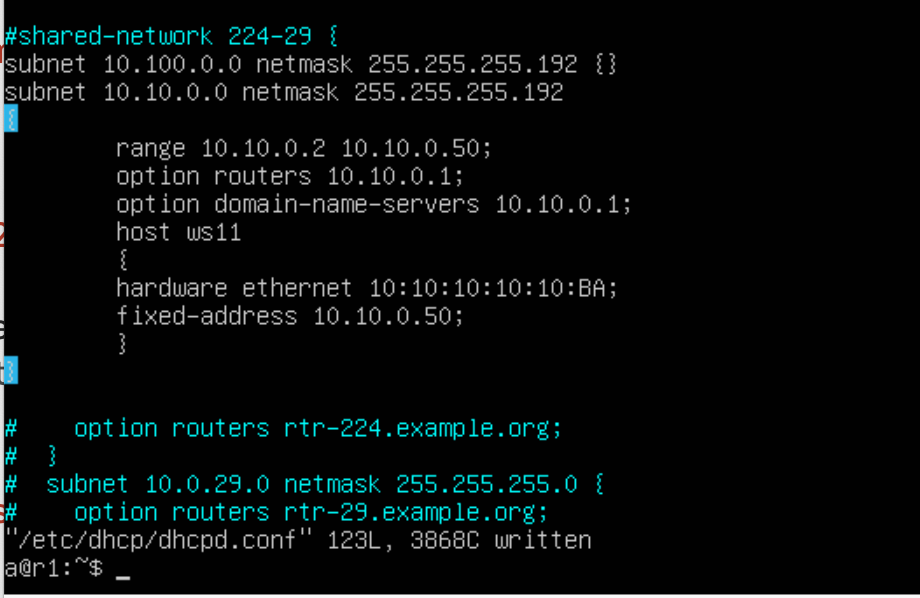 #shared-network 224-29 {
subnet 10.100.0.0 netmask 255.255.255.192 {}
subnet 10.10.0.0 netmask 255.255.255.192
{
range 10.10.0.2 10.10.0.50;
option routers 10.10.0.1;
option domain-name-servers 10.10.0.1;
host ws11
{
hardware ethernet 10:10:10:10:10:BA;
fixed-address 10.10.0.50;
}
}
#    option routers rtr-224.example.org;
#  }
#  subnet 10.0.29.0 netmask 255.255.255.0 {
#    option routers rtr-29.example.org;
"/etc/dhcp/dhcpd.conf" 123L, 3868C written
a@r1:~$ _